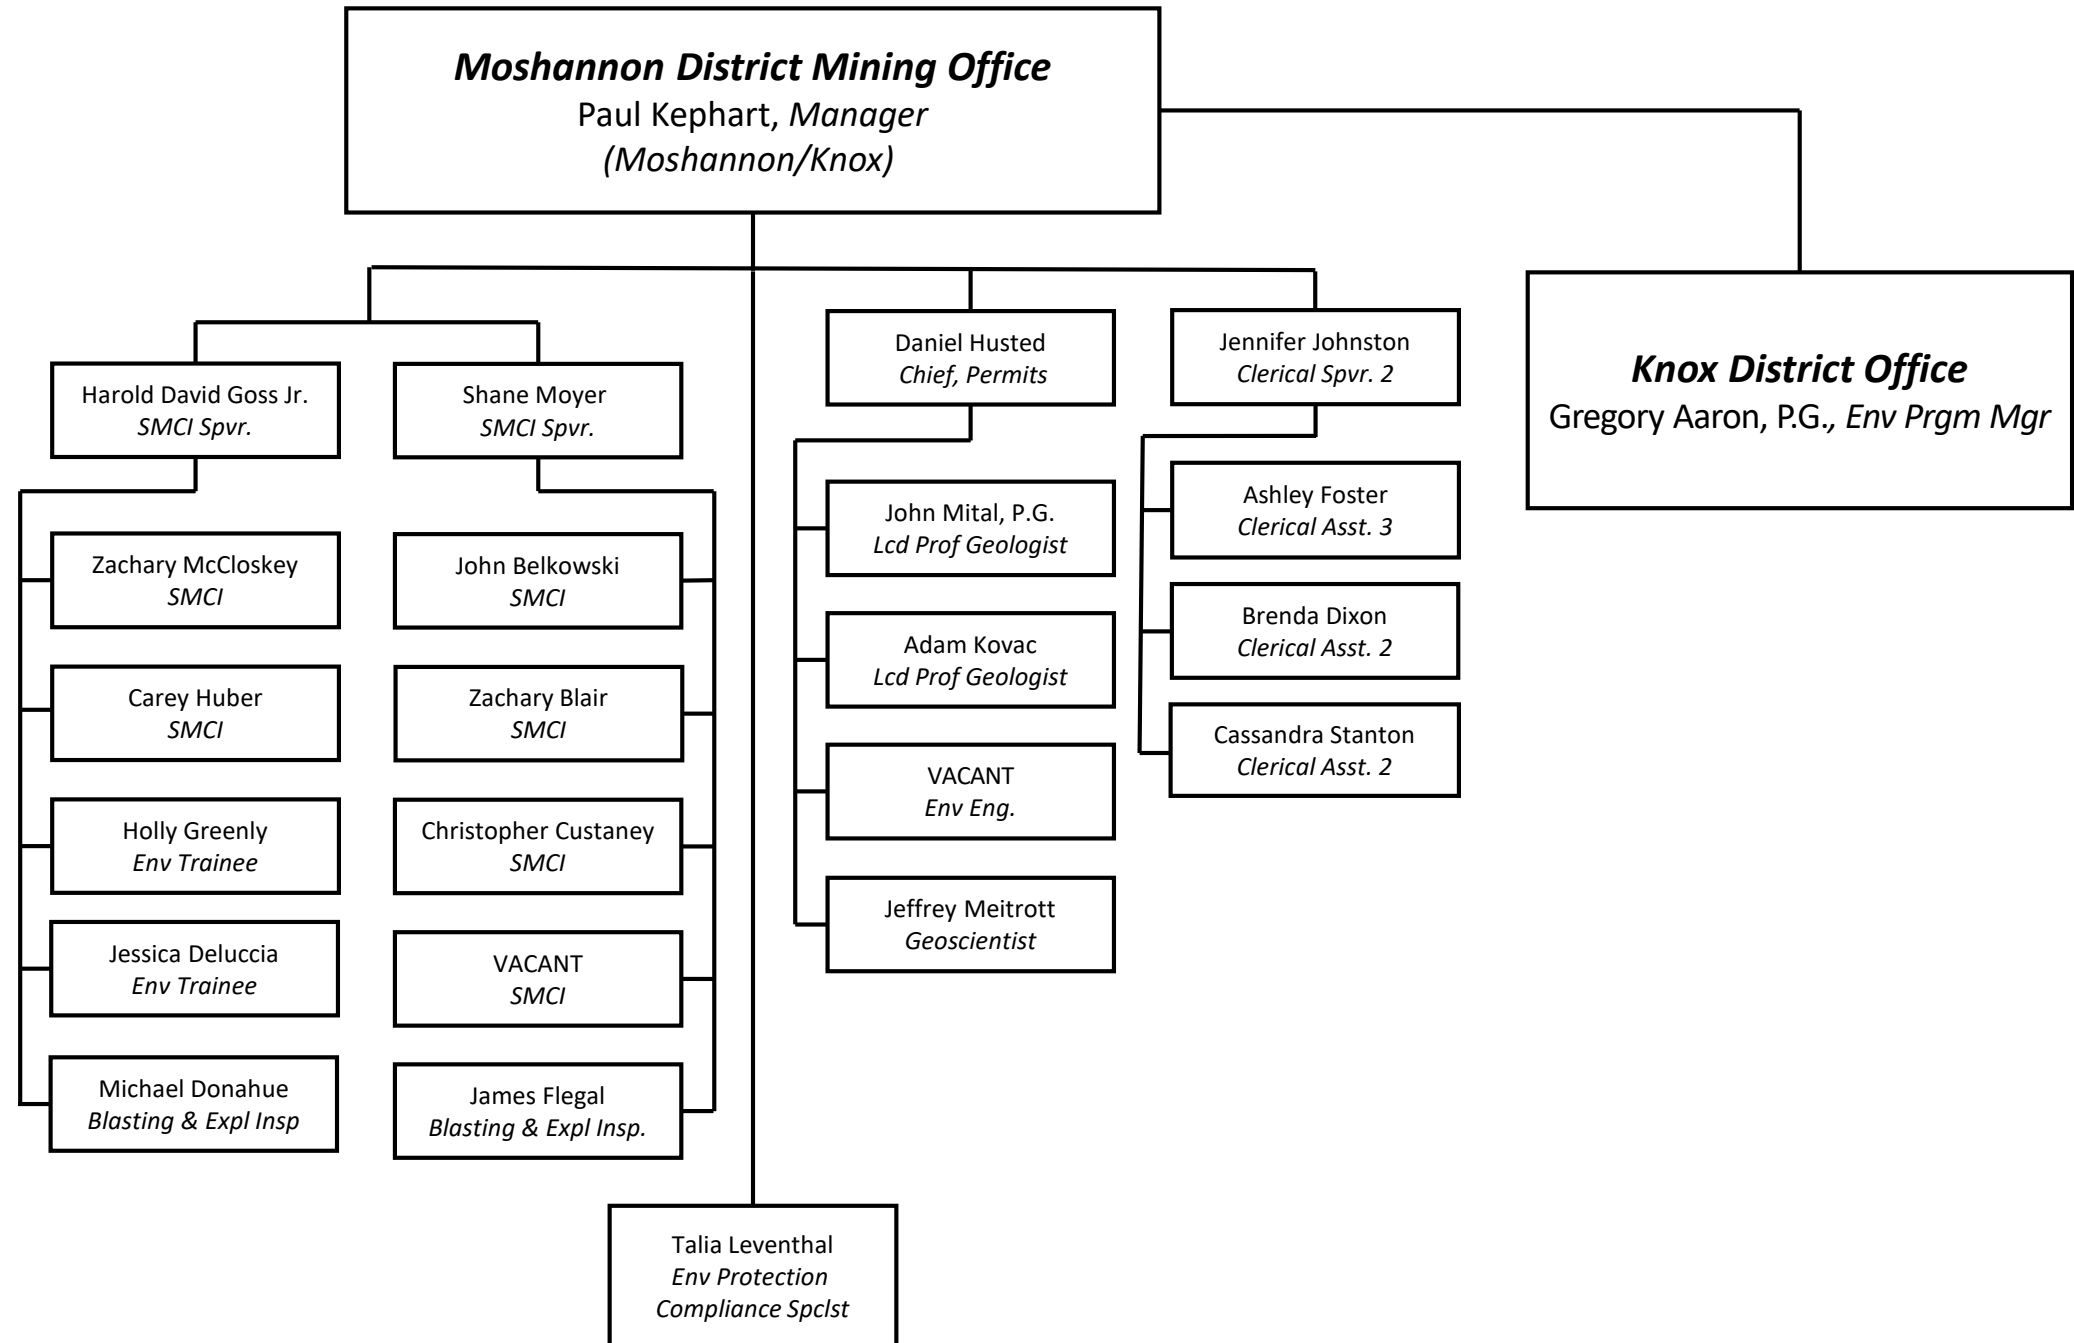 Moshannon District Mining Office
Paul Kephart, Manager
(Moshannon/Knox)
Knox District Office
Gregory Aaron, P.G., Env Prgm Mgr
Harold David Goss Jr.
SMCI Spvr.
Zachary McCloskey
SMCI
Carey Huber
SMCI
Holly Greenly
Env Trainee
Jessica Deluccia
Env Trainee
Michael Donahue
Blasting & Expl Insp
Shane Moyer
SMCI Spvr.
John Belkowski
SMCI
Zachary Blair
SMCI
Christopher Custaney
SMCI
VACANT
SMCI
James Flegal
Blasting & Expl Insp.
Talia Leventhal
Env Protection
Compliance Spclst
Daniel Husted
Chief, Permits
John Mital, P.G.
Lcd Prof Geologist
Adam Kovac
Lcd Prof Geologist
VACANT
Env Eng.
Jeffrey Meitrott
Geoscientist
Jennifer Johnston
Clerical Spvr. 2
Ashley Foster
Clerical Asst. 3
Brenda Dixon
Clerical Asst. 2
Cassandra Stanton
Clerical Asst. 2